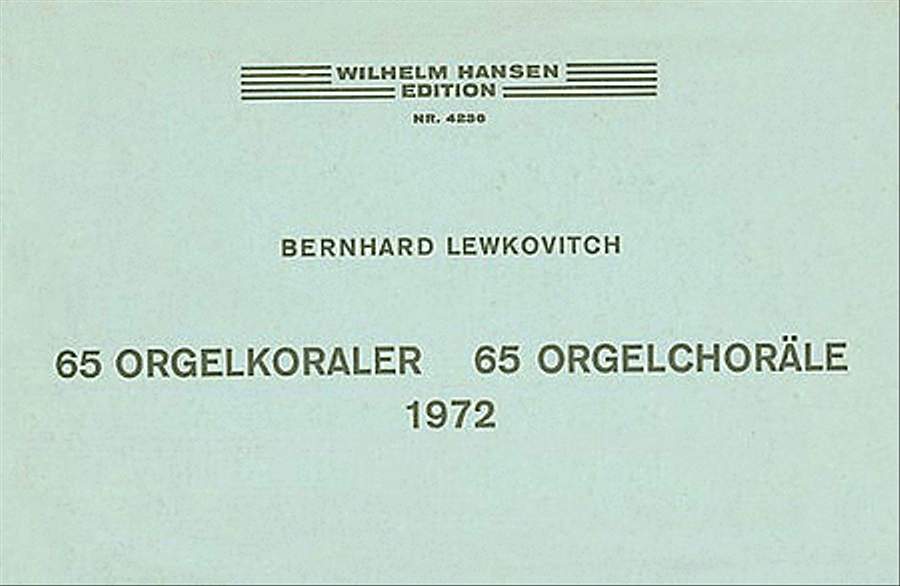 WILHELM HANSEN
EDITION
NR. 4236
BERNHARD LEWKOVITCH
65 ORGELKORALER 65 ORGELCHORÄLE
1972